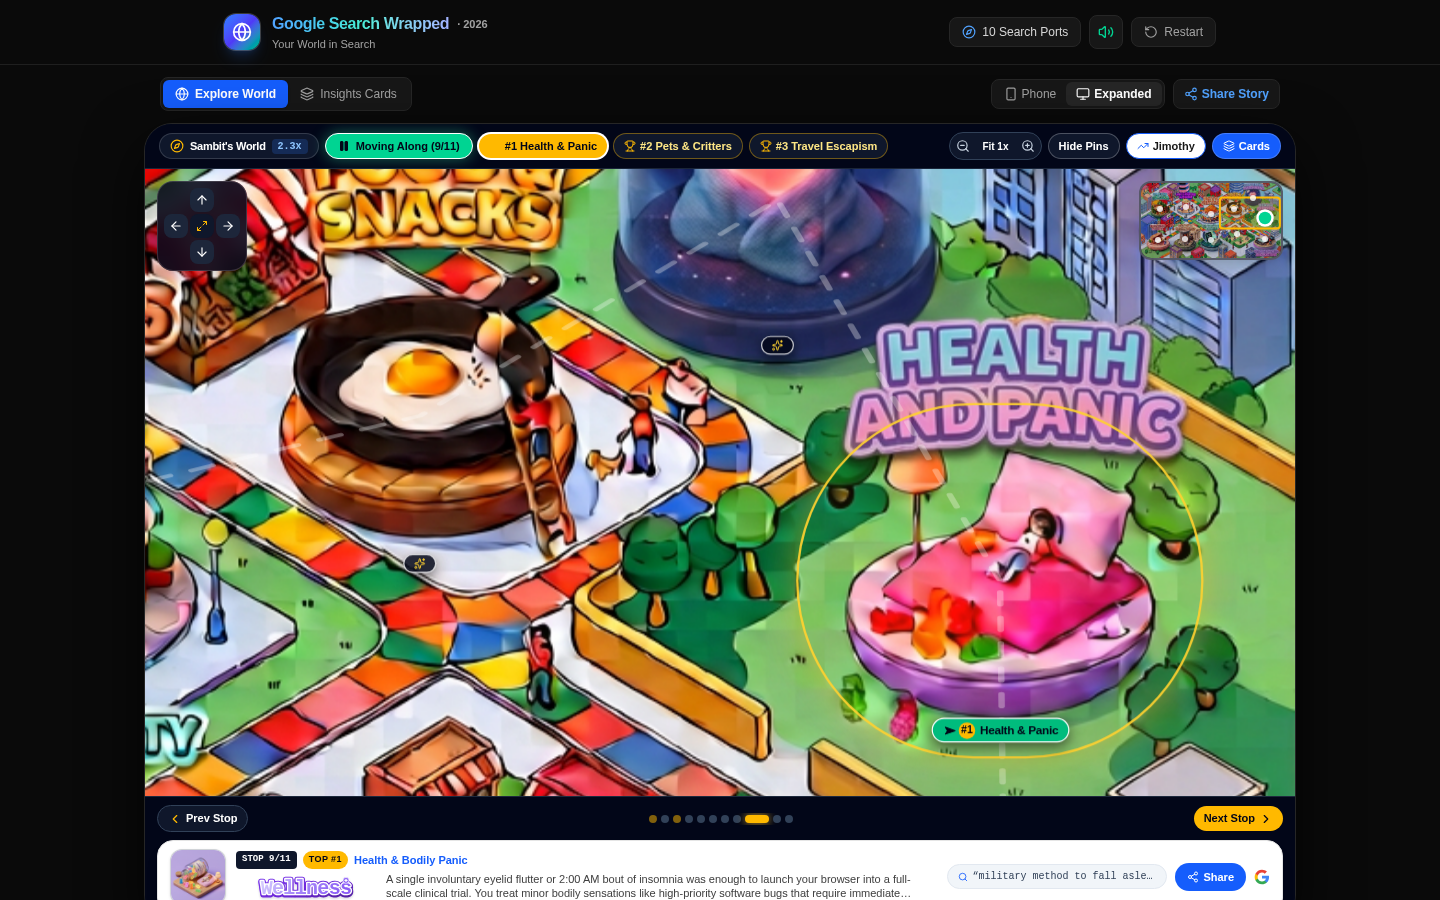 Google Search Wrapped · 2026
Your World in Search
10 Search Ports
Restart
Explore World
Insights Cards
Phone
Expanded
Share Story
Sambit's World 2.3x
Moving Along (9/11)
#1 Health & Panic
#2 Pets & Critters
#3 Travel Escapism
Fit 1x
Hide Pins
Jimothy
Cards
SNACKS
HEALTH
AND PANIC
TY
#1 Health & Panic
Prev Stop
Next Stop
STOP 9/11 TOP #1 Health & Bodily Panic
Wellness
A single involuntary eyelid flutter or 2:00 AM bout of insomnia was enough to launch your browser into a full-
scale clinical trial. You treat minor bodily sensations like high-priority software bugs that require immediate…
“military method to fall asle…
Share